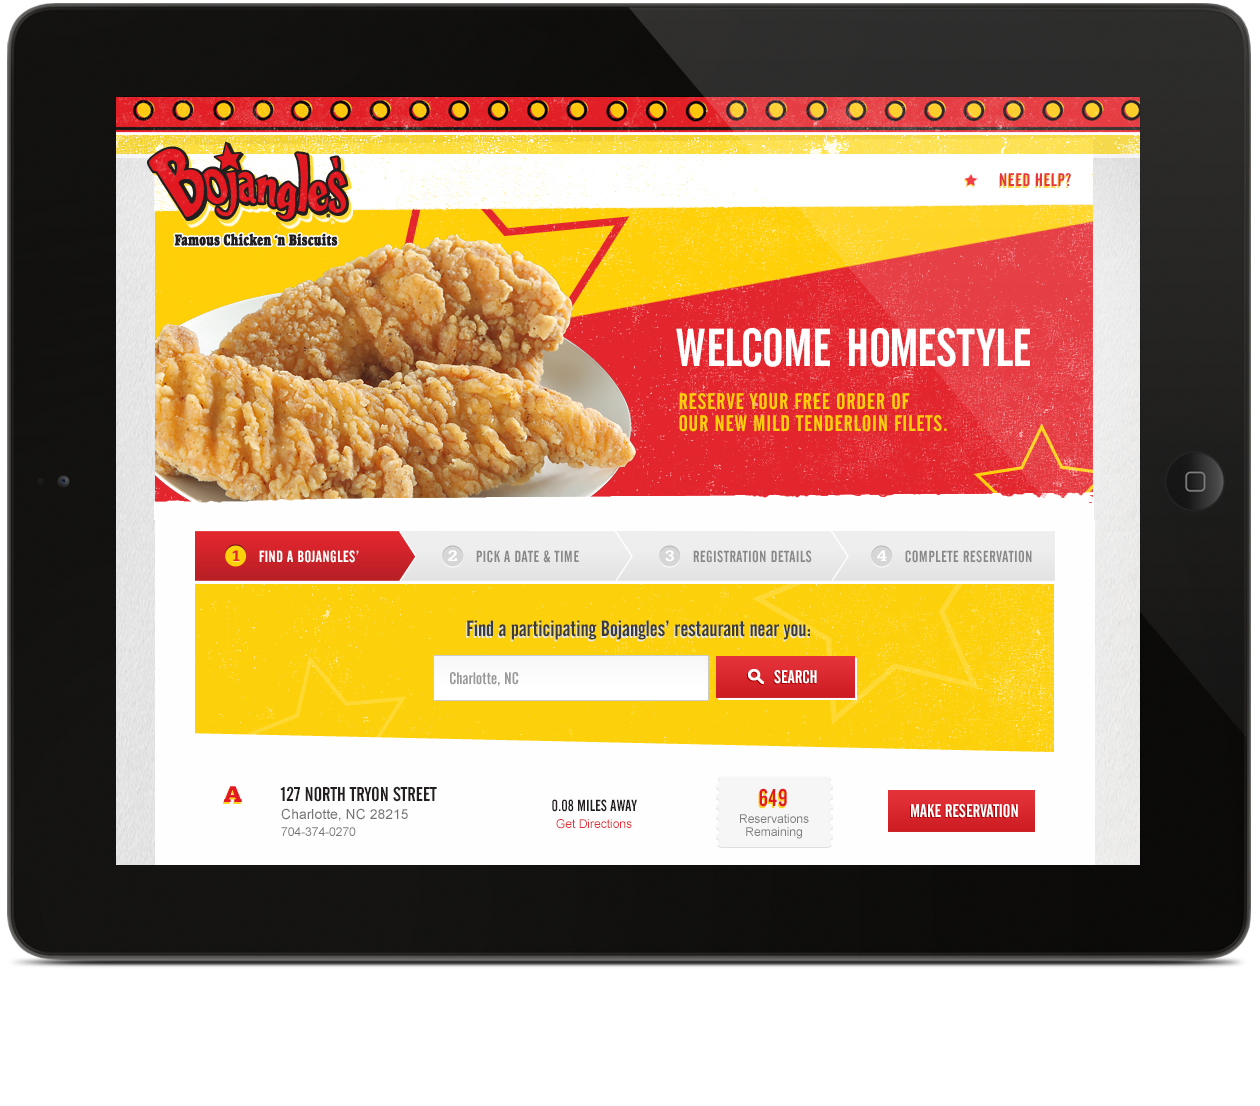 Bojangles'
Famous Chicken 'n Biscuits
NEED HELP?
WELCOME HOMESTYLE
RESERVE YOUR FREE ORDER OF
OUR NEW MILD TENDERLOIN FILETS.
1 FIND A BOJANGLES'
2 PICK A DATE & TIME
3 REGISTRATION DETAILS
4 COMPLETE RESERVATION
Find a participating Bojangles' restaurant near you:
Charlotte, NC
SEARCH
A
127 NORTH TRYON STREET
Charlotte, NC 28215
704-374-0270
0.08 MILES AWAY
Get Directions
649
Reservations
Remaining
MAKE RESERVATION